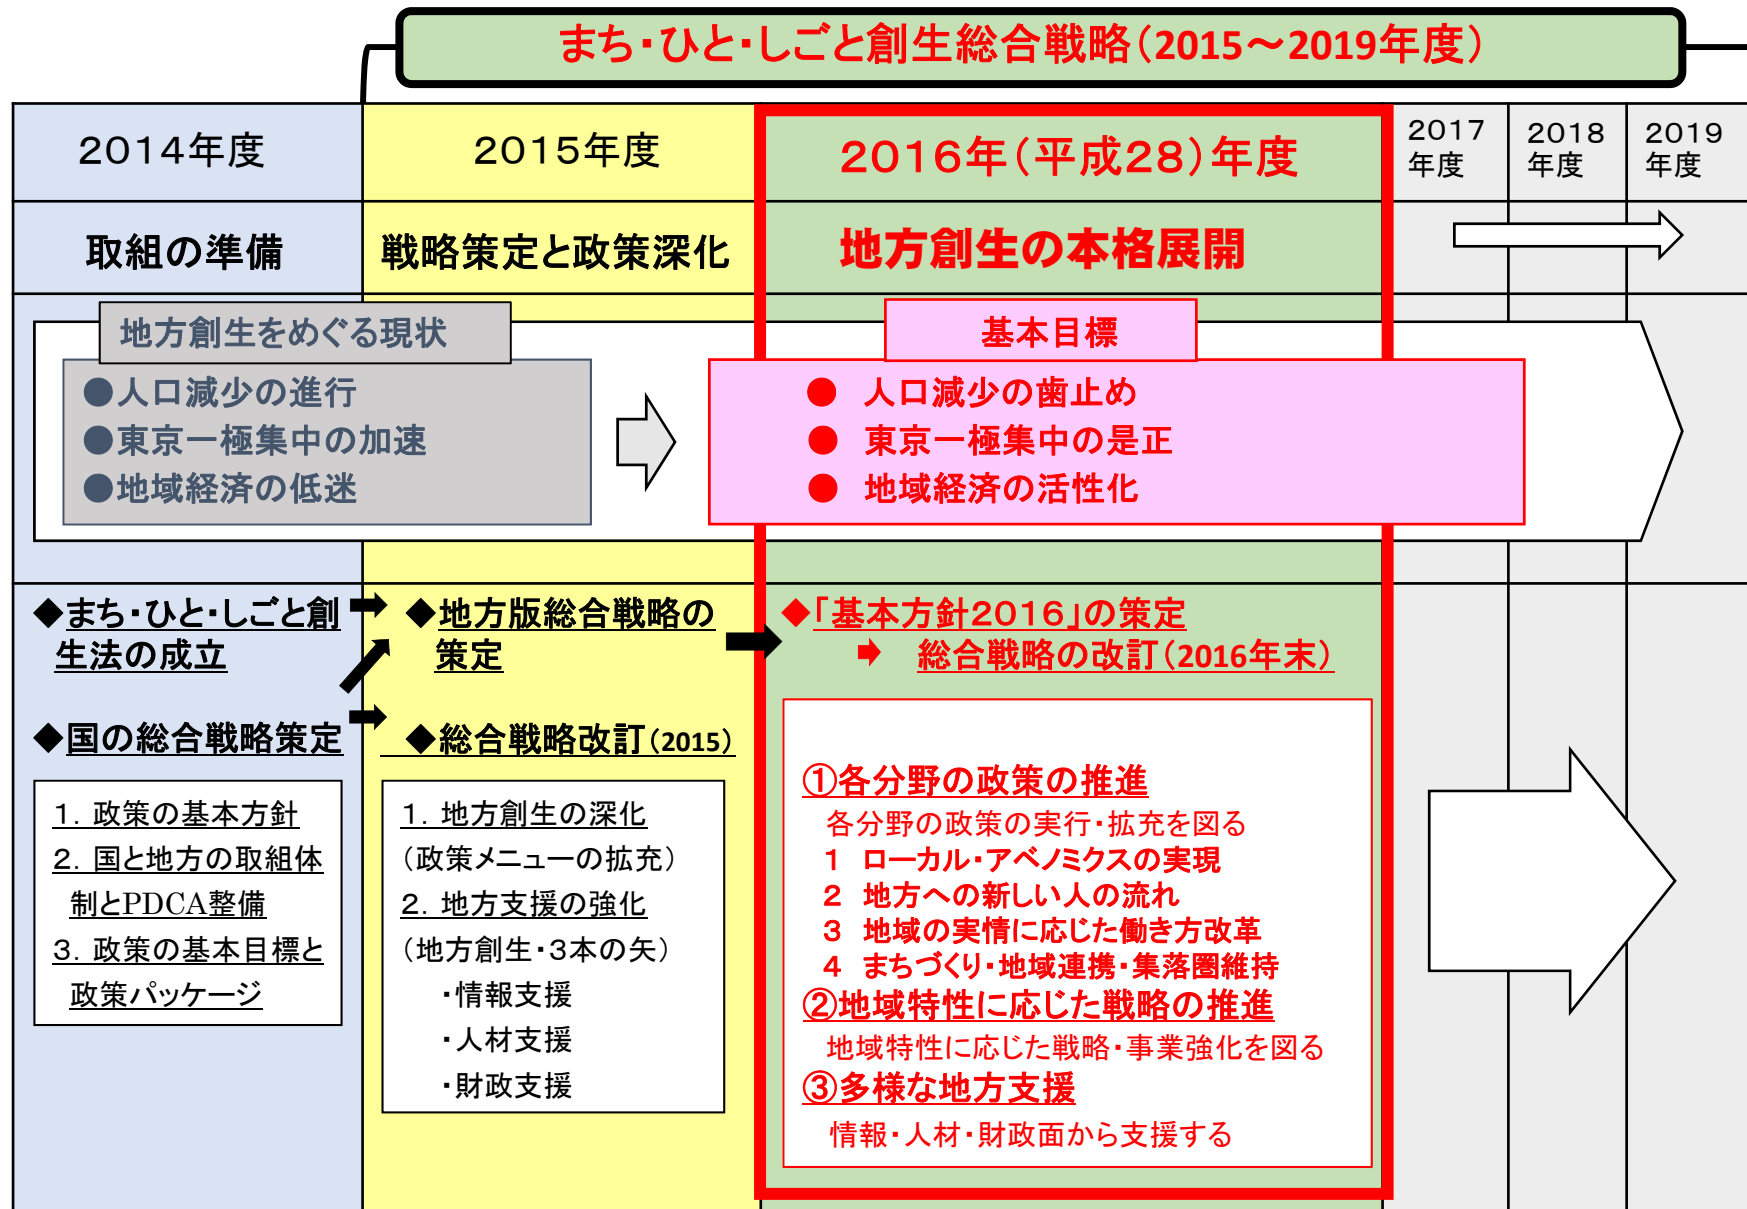 まち・ひと・しごと創生総合戦略(2015～2019年度)
2014年度
2015年度
2016年(平成28)年度
2017
年度
2018
年度
2019
年度
取組の準備
戦略策定と政策深化
地方創生の本格展開
地方創生をめぐる現状
●人口減少の進行
●東京一極集中の加速
●地域経済の低迷
基本目標
● 人口減少の歯止め
● 東京一極集中の是正
● 地域経済の活性化
◆まち・ひと・しごと創
生法の成立
◆国の総合戦略策定
1. 政策の基本方針
2. 国と地方の取組体
制とPDCA整備
3. 政策の基本目標と
政策パッケージ
◆地方版総合戦略の
策定
◆総合戦略改訂(2015)
1. 地方創生の深化
(政策メニューの拡充)
2. 地方支援の強化
(地方創生・3本の矢)
・情報支援
・人材支援
・財政支援
◆「基本方針2016」の策定
総合戦略の改訂(2016年末)
①各分野の政策の推進
各分野の政策の実行・拡充を図る
1 ローカル・アベノミクスの実現
2 地方への新しい人の流れ
3 地域の実情に応じた働き方改革
4 まちづくり・地域連携・集落圏維持
②地域特性に応じた戦略の推進
地域特性に応じた戦略・事業強化を図る
③多様な地方支援
情報・人材・財政面から支援する